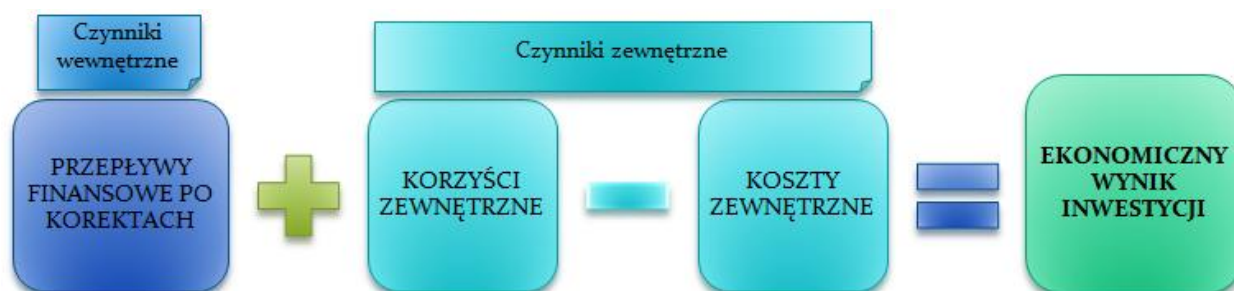 Czynniki
wewnętrzne
Czynniki zewnętrzne
PRZEPŁYWY
FINANSOWE PO
KOREKTACH
KORZYŚCI
ZEWNĘTRZNE
KOSZTY
ZEWNĘTRZNE
EKONOMICZNY
WYNIK
INWESTYCJI